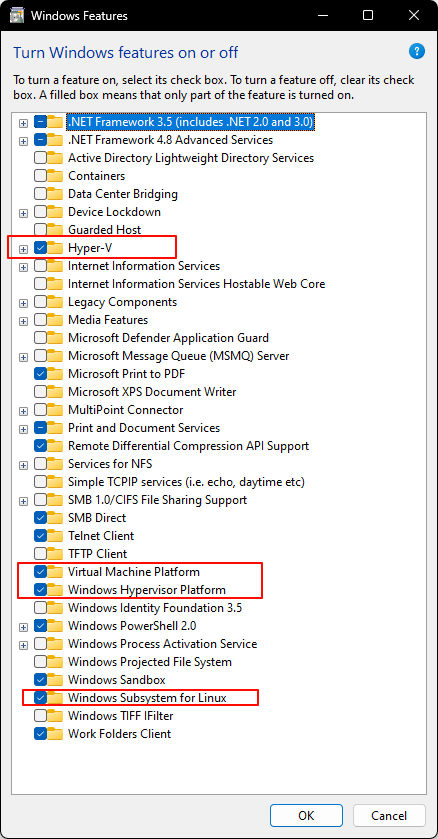 Windows Features
Turn Windows features on or off
?
To turn a feature on, select its check box. To turn a feature off, clear its check
box. A filled box means that only part of the feature is turned on.
.NET Framework 3.5 (includes .NET 2.0 and 3.0)
.NET Framework 4.8 Advanced Services
Active Directory Lightweight Directory Services
Containers
Data Center Bridging
Device Lockdown
Guarded Host
Hyper-V
Internet Information Services
Internet Information Services Hostable Web Core
Legacy Components
Media Features
Microsoft Defender Application Guard
Microsoft Message Queue (MSMQ) Server
Microsoft Print to PDF
Microsoft XPS Document Writer
MultiPoint Connector
Print and Document Services
Remote Differential Compression API Support
Services for NFS
Simple TCPIP services (i.e. echo, daytime etc)
SMB 1.0/CIFS File Sharing Support
SMB Direct
Telnet Client
TFTP Client
Virtual Machine Platform
Windows Hypervisor Platform
Windows Identity Foundation 3.5
Windows PowerShell 2.0
Windows Process Activation Service
Windows Projected File System
Windows Sandbox
Windows Subsystem for Linux
Windows TIFF IFilter
Work Folders Client
OK Cancel